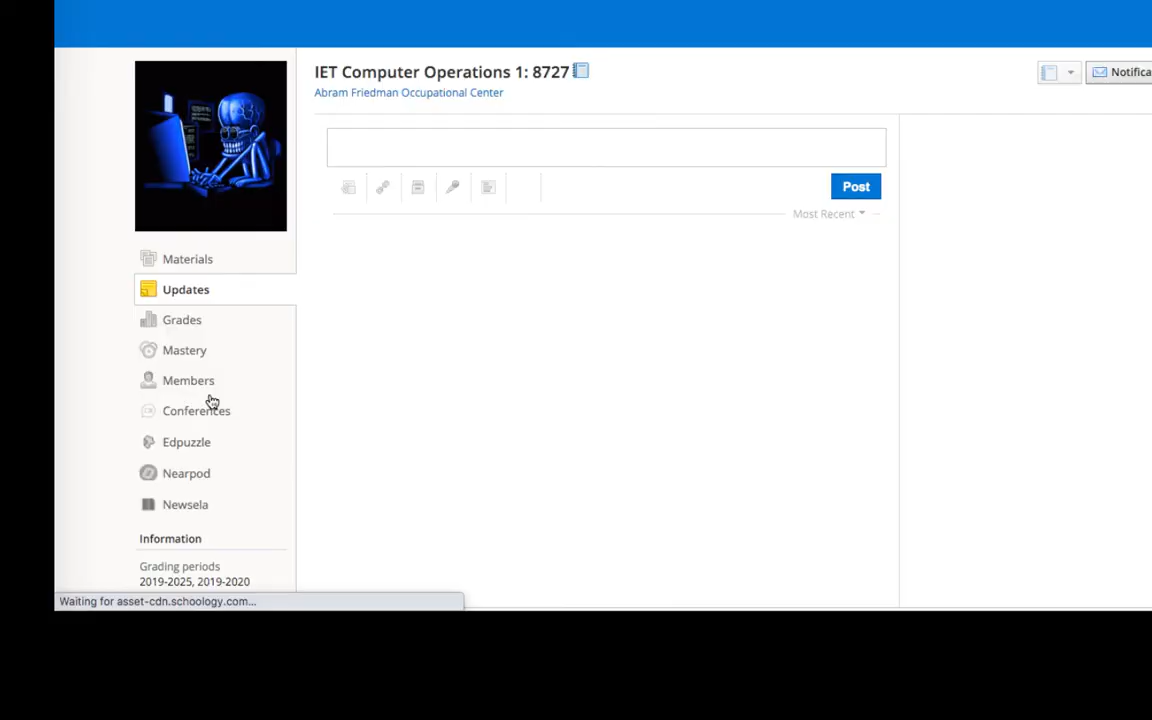 IET Computer Operations 1: 8727
Abram Friedman Occupational Center
Notifica
Post
Most Recent
Materials
Updates
Grades
Mastery
Members
Conferences
Edpuzzle
Nearpod
Newsela
Information
Grading periods
2019-2025, 2019-2020
Waiting for asset-cdn.schoology.com...